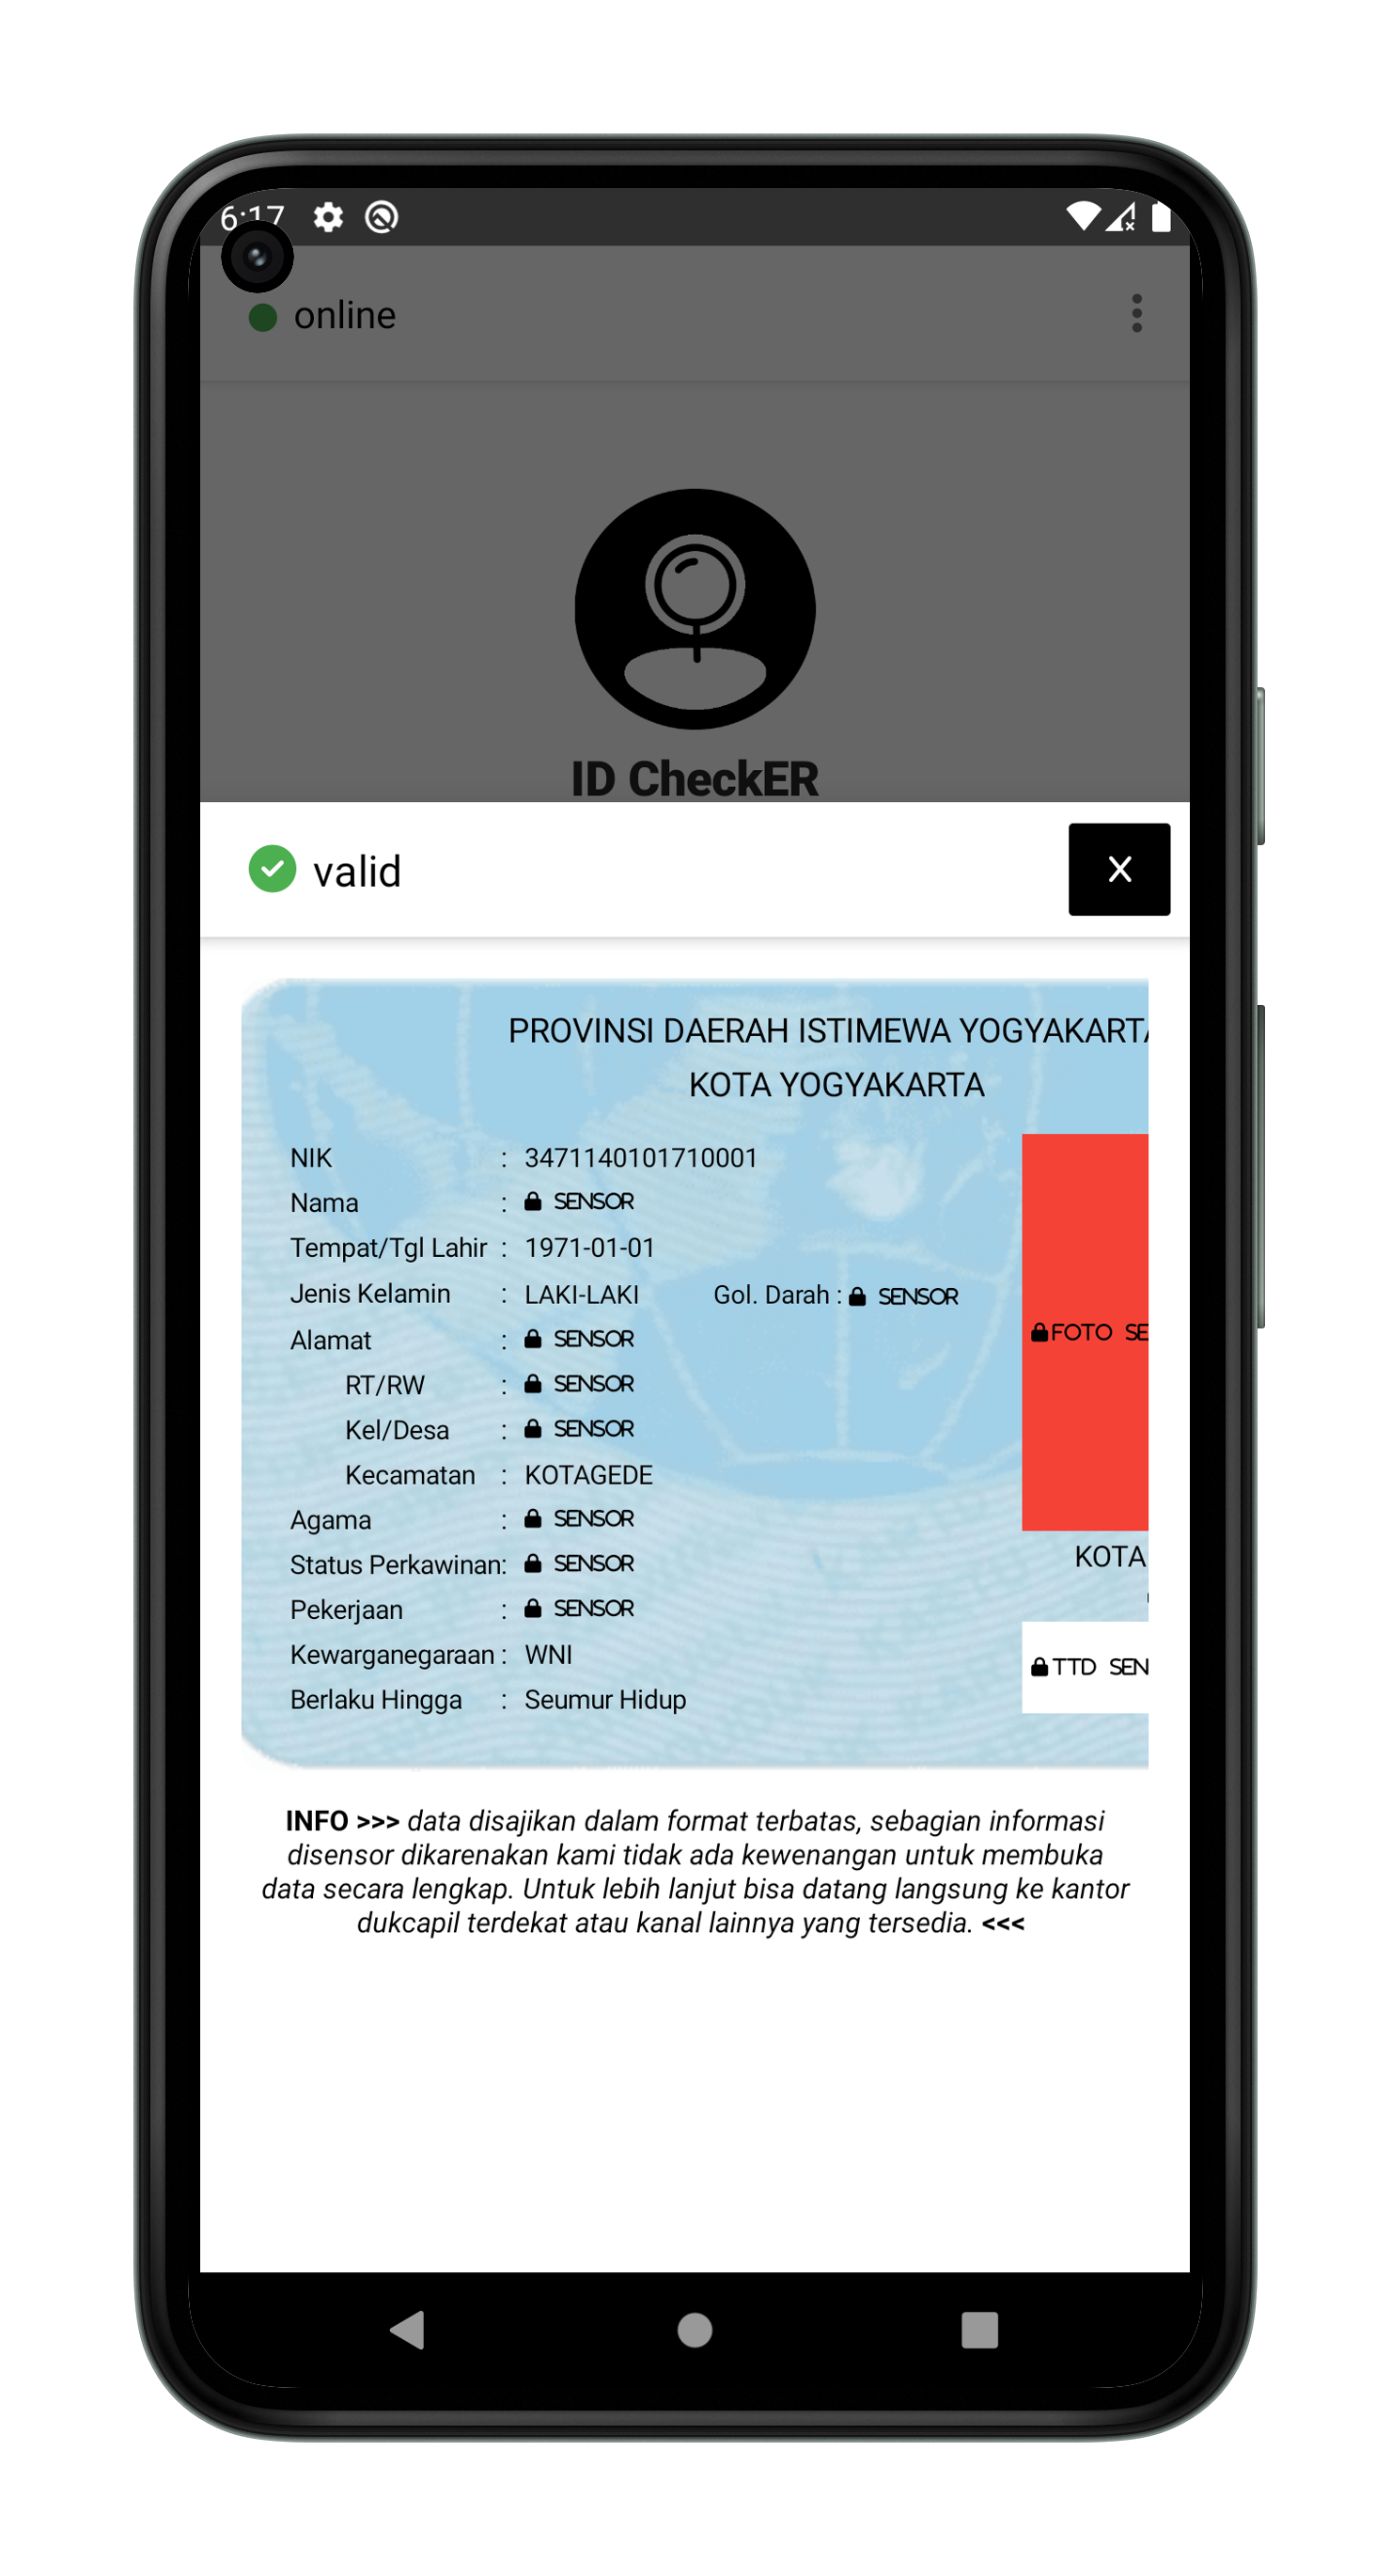 6:17
online
ID CheckER
valid
X
PROVINSI DAERAH ISTIMEWA YOGYAKARTA
KOTA YOGYAKARTA
NIK : 3471140101710001
Nama : SENSOR
Tempat/Tgl Lahir : 1971-01-01
Jenis Kelamin : LAKI-LAKI Gol. Darah : SENSOR
Alamat : SENSOR
RT/RW : SENSOR
Kel/Desa : SENSOR
Kecamatan : KOTAGEDE
Agama : SENSOR
Status Perkawinan: SENSOR
Pekerjaan : SENSOR
Kewarganegaraan : WNI
Berlaku Hingga : Seumur Hidup
FOTO SE
KOTA
TTD SEN
INFO >>> data disajikan dalam format terbatas, sebagian informasi
disensor dikarenakan kami tidak ada kewenangan untuk membuka
data secara lengkap. Untuk lebih lanjut bisa datang langsung ke kantor
dukcapil terdekat atau kanal lainnya yang tersedia. <<<